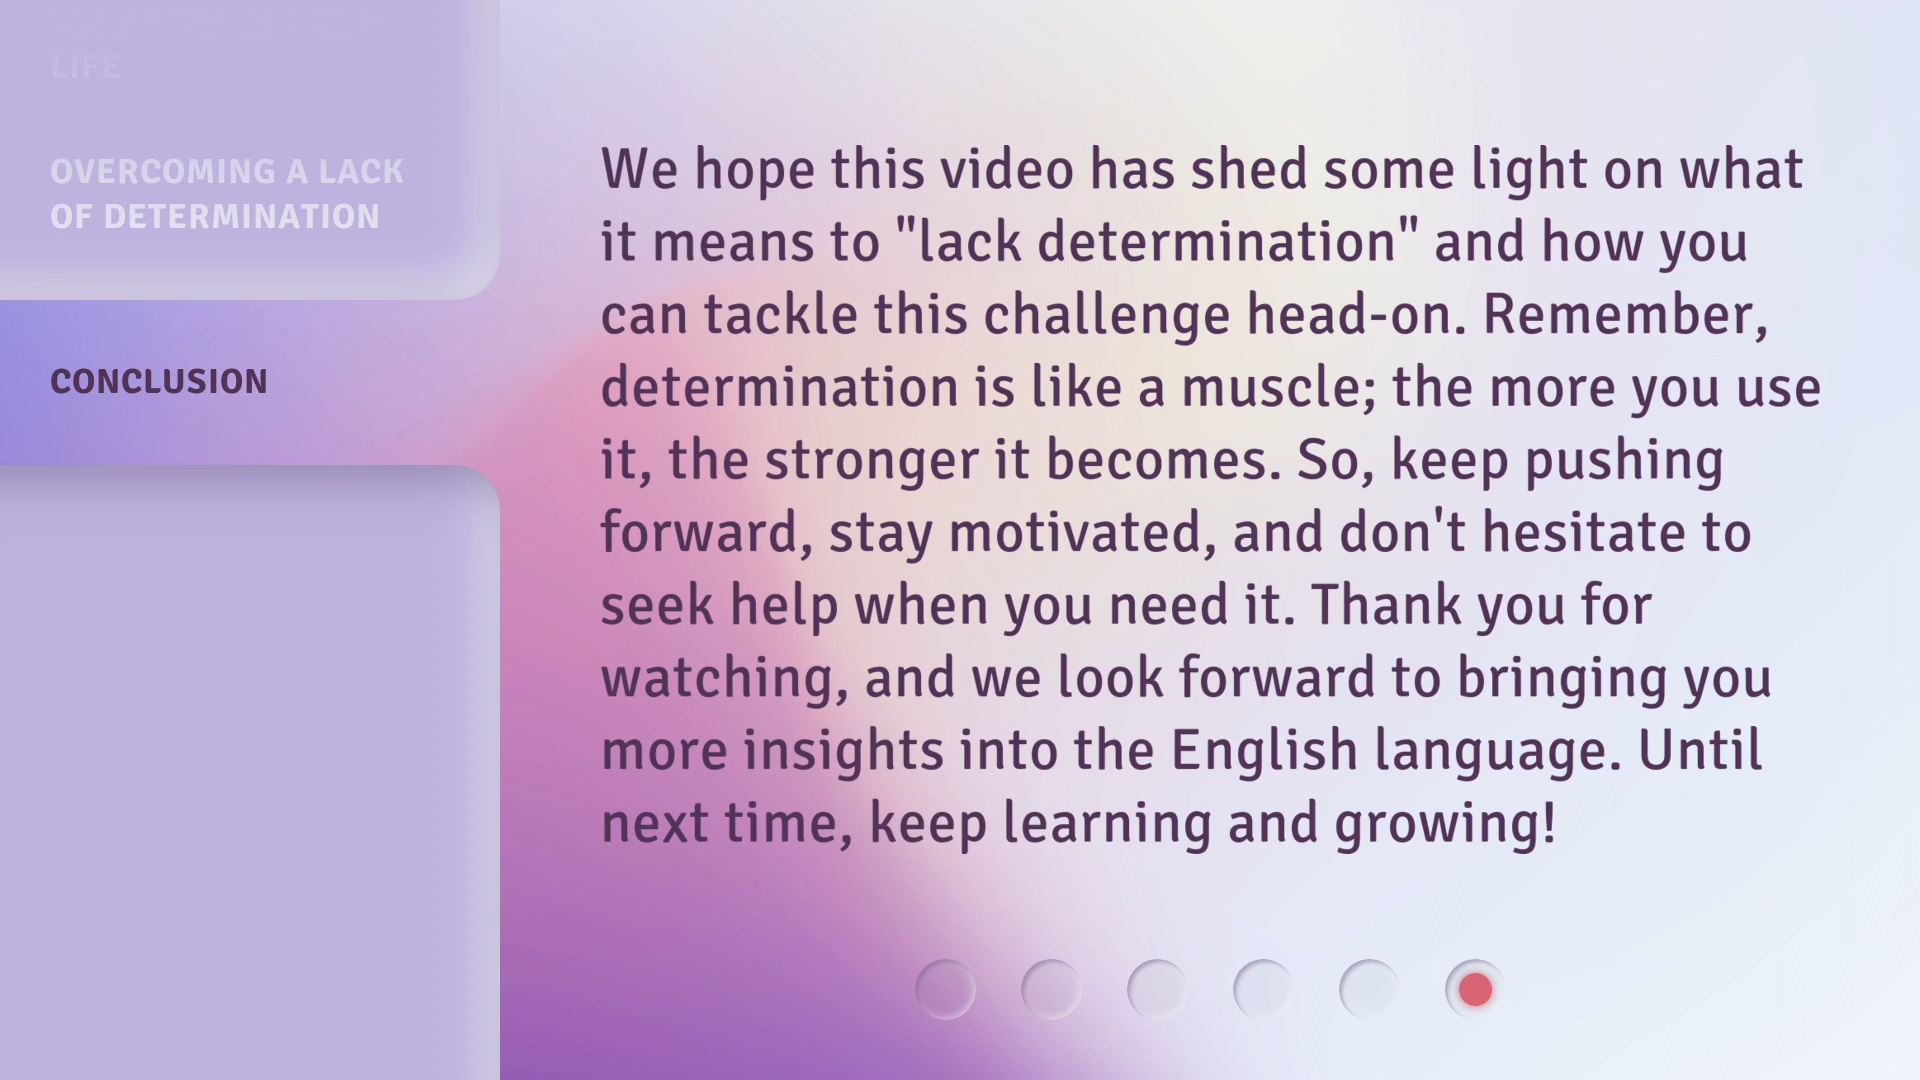 LIFE
OVERCOMING A LACK
OF DETERMINATION
CONCLUSION
We hope this video has shed some light on what
it means to "lack determination" and how you
can tackle this challenge head-on. Remember,
determination is like a muscle; the more you use
it, the stronger it becomes. So, keep pushing
forward, stay motivated, and don't hesitate to
seek help when you need it. Thank you for
watching, and we look forward to bringing you
more insights into the English language. Until
next time, keep learning and growing!